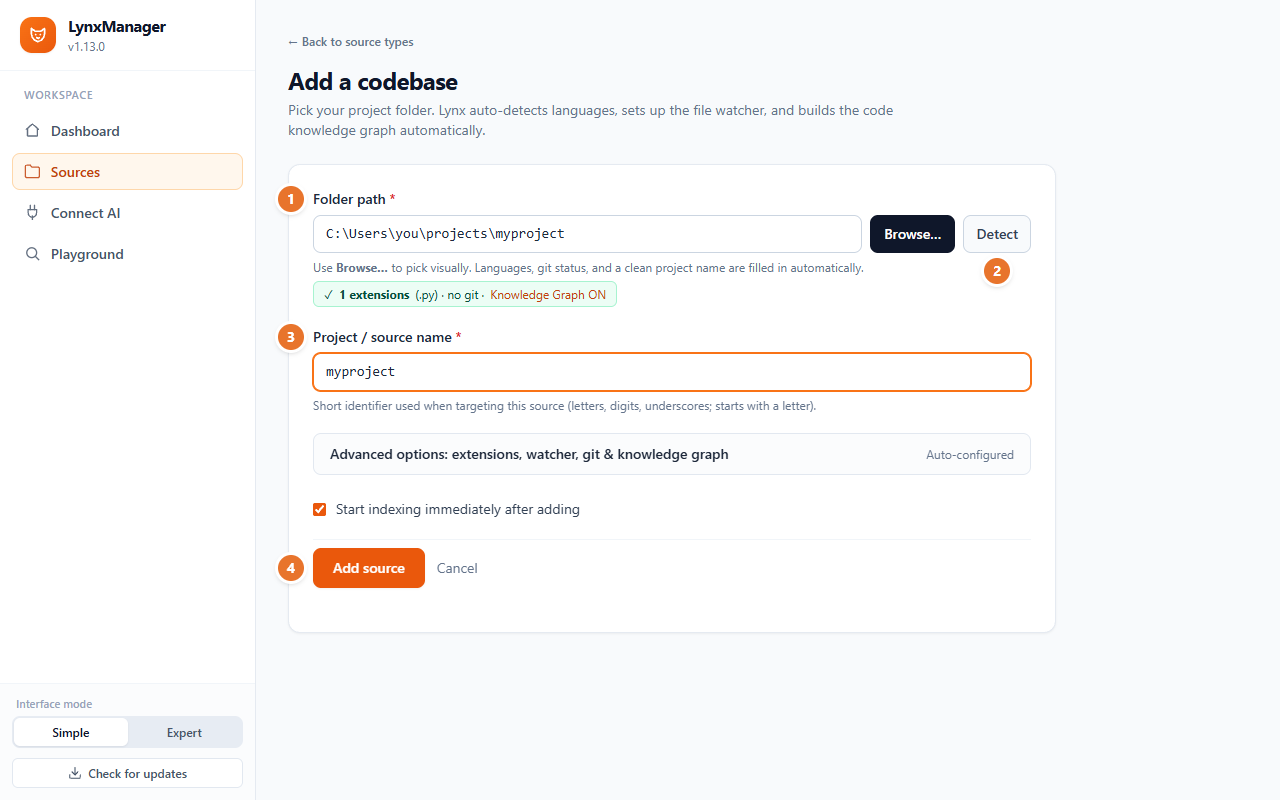 LynxManager
v1.13.0
WORKSPACE
Dashboard
Sources
Connect AI
Playground
Interface mode
Simple
Expert
Check for updates
← Back to source types
Add a codebase
Pick your project folder. Lynx auto-detects languages, sets up the file watcher, and builds the code
knowledge graph automatically.
1
Folder path *
C:\Users\you\projects\myproject
Browse...
Detect
2
Use Browse... to pick visually. Languages, git status, and a clean project name are filled in automatically.
✓ 1 extensions (.py) · no git · Knowledge Graph ON
3
Project / source name *
myproject
Short identifier used when targeting this source (letters, digits, underscores; starts with a letter).
Advanced options: extensions, watcher, git & knowledge graph
Auto-configured
Start indexing immediately after adding
4
Add source
Cancel